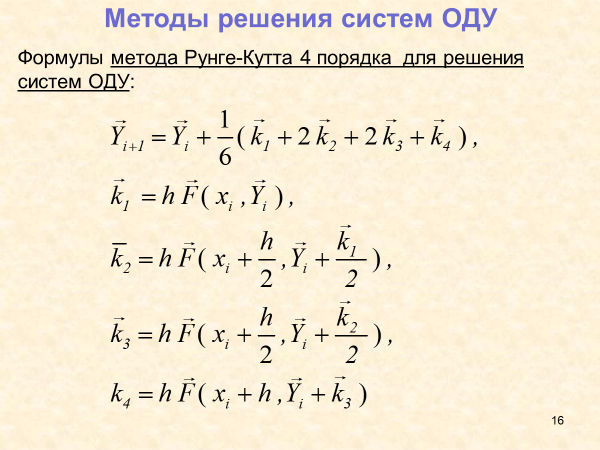 Методы решения систем ОДУ
Формулы метода Рунге-Кутта 4 порядка для решения
систем ОДУ:
$\vec{Y}_{i+1} = \vec{Y}_i + \frac{1}{6}(\vec{k}_1 + 2\vec{k}_2 + 2\vec{k}_3 + \vec{k}_4),$
$\vec{k}_1 = h\vec{F}(x_i, \vec{Y}_i),$
$\overline{k}_2 = h\vec{F}(x_i + \frac{h}{2}, \vec{Y}_i + \frac{\vec{k}_1}{2}),$
$\vec{k}_3 = h\vec{F}(x_i + \frac{h}{2}, \vec{Y}_i + \frac{\vec{k}_2}{2}),$
$k_4 = h\vec{F}(x_i + h, \vec{Y}_i + \vec{k}_3)$
16